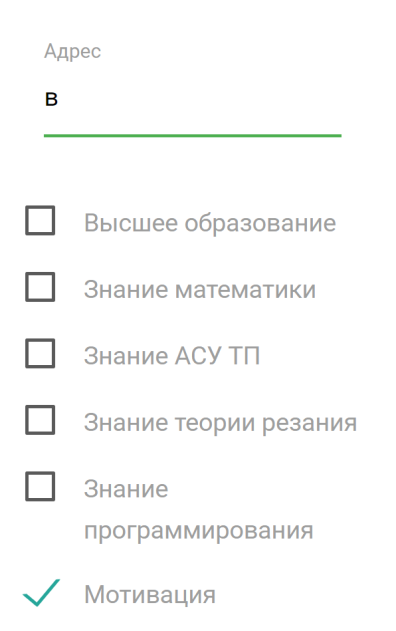 Адрес
в
Высшее образование
Знание математики
Знание АСУ ТП
Знание теории резания
Знание
программирования
Мотивация